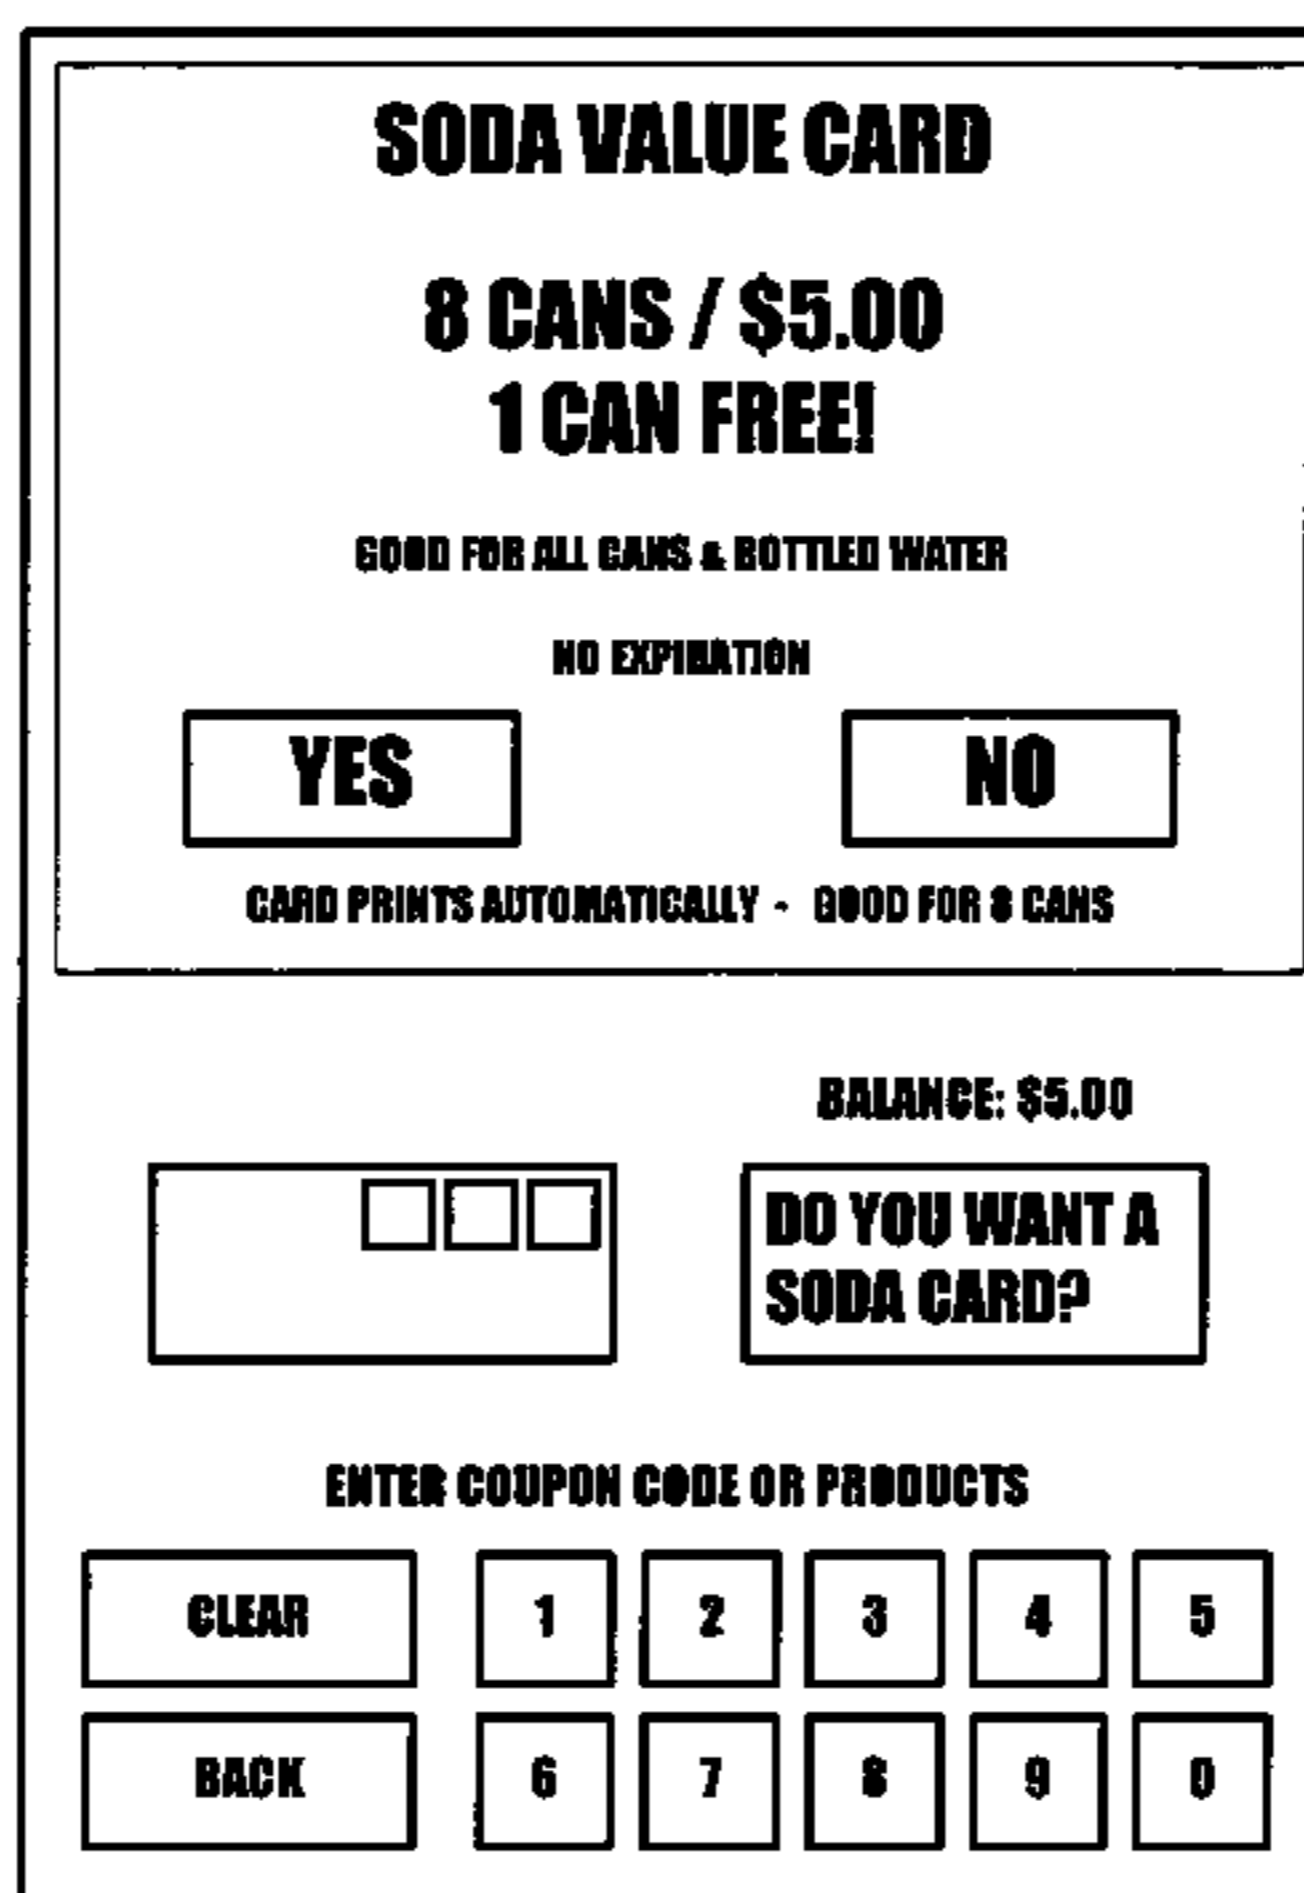 SODA VALUE CARD
8 CANS / $5.00
1 CAN FREE!
GOOD FOR ALL CANS & BOTTLED WATER
NO EXPIRATION
YES NO
CARD PRINTS AUTOMATICALLY - GOOD FOR 8 CANS
BALANCE: $5.00
DO YOU WANT A
SODA CARD?
ENTER COUPON CODE OR PRODUCTS
CLEAR 1 2 3 4 5
BACK 6 7 8 9 0